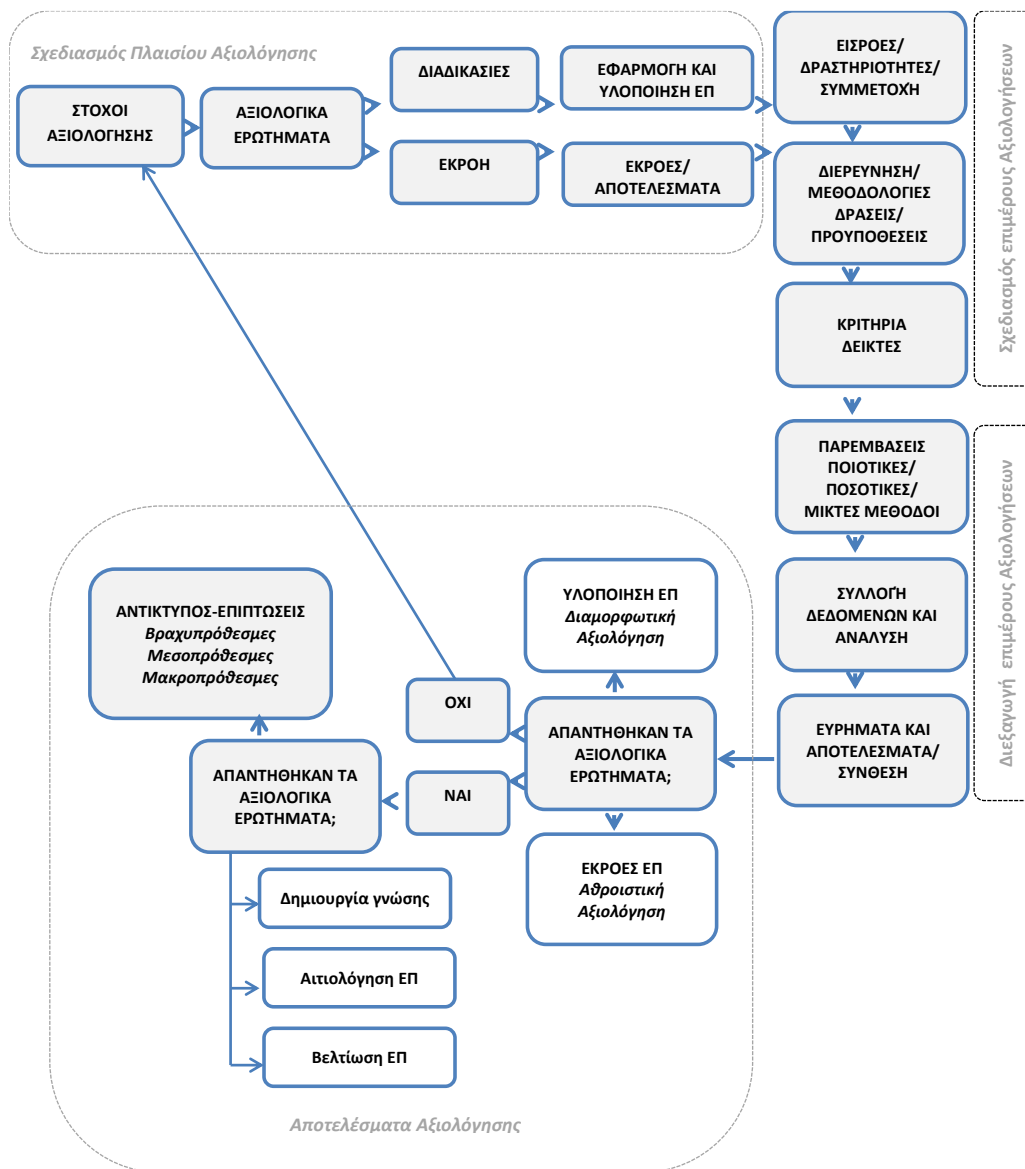 Σχεδιασμός Πλαισίου Αξιολόγησης
ΣΤΟΧΟΙ
ΑΞΙΟΛΟΓΗΣΗΣ
ΑΞΙΟΛΟΓΙΚΑ
ΕΡΩΤΗΜΑΤΑ
ΔΙΑΔΙΚΑΣΙΕΣ
ΕΦΑΡΜΟΓΗ ΚΑΙ
ΥΛΟΠΟΙΗΣΗ ΕΠ
ΕΚΡΟΗ
ΕΚΡΟΕΣ/
ΑΠΟΤΕΛΕΣΜΑΤΑ
ΕΙΣΡΟΕΣ/
ΔΡΑΣΤΗΡΙΟΤΗΤΕΣ/
ΣΥΜΜΕΤΟΧΉ
ΔΙΕΡΕΥΝΗΣΗ/
ΜΕΘΟΔΟΛΟΓΙΕΣ
ΔΡΑΣΕΙΣ/
ΠΡΟΥΠΟΘΕΣΕΙΣ
ΚΡΙΤΗΡΙΑ
ΔΕΙΚΤΕΣ
Σχεδιασμός επιμέρους Αξιολογήσεων
ΠΑΡΕΜΒΑΣΕΙΣ
ΠΟΙΟΤΙΚΕΣ/
ΠΟΣΟΤΙΚΕΣ/
ΜΙΚΤΕΣ ΜΕΘΟΔΟΙ
ΣΥΛΛΟΓΉ
ΔΕΔΟΜΕΝΩΝ ΚΑΙ
ΑΝΑΛΥΣΗ
ΕΥΡΗΜΑΤΑ ΚΑΙ
ΑΠΟΤΕΛΕΣΜΑΤΑ/
ΣΥΝΘΕΣΗ
Διεξαγωγή επιμέρους Αξιολογήσεων
ΥΛΟΠΟΙΗΣΗ ΕΠ
Διαμορφωτική
Αξιολόγηση
ΑΝΤΙΚΤΥΠΟΣ-ΕΠΙΠΤΩΣΕΙΣ
Βραχυπρόθεσμες
Μεσοπρόθεσμες
Μακροπρόθεσμες
ΟΧΙ
ΑΠΑΝΤΗΘΗΚΑΝ ΤΑ
ΑΞΙΟΛΟΓΙΚΑ
ΕΡΩΤΗΜΑΤΑ;
ΝΑΙ
ΑΠΑΝΤΗΘΗΚΑΝ ΤΑ
ΑΞΙΟΛΟΓΙΚΑ
ΕΡΩΤΗΜΑΤΑ;
ΕΚΡΟΕΣ ΕΠ
Αθροιστική
Αξιολόγηση
Δημιουργία γνώσης
Αιτιολόγηση ΕΠ
Βελτίωση ΕΠ
Αποτελέσματα Αξιολόγησης